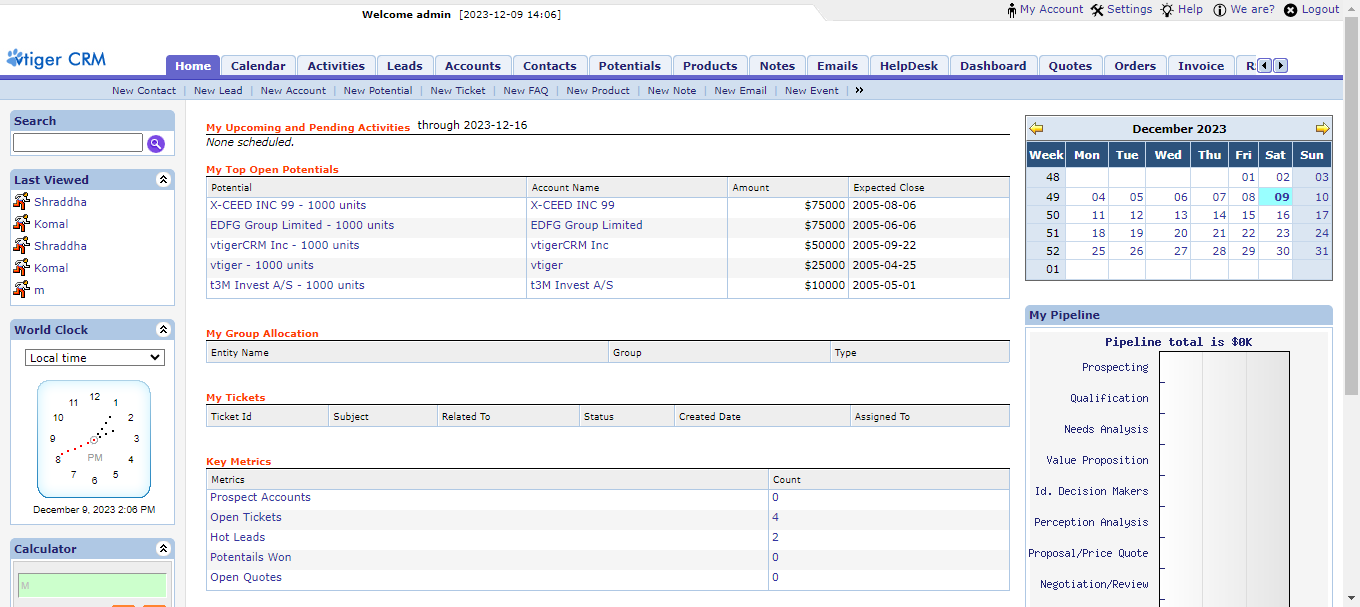 Welcome admin [2023-12-09 14:06]
My Account Settings Help We are? Logout
vtiger CRM
Home Calendar Activities Leads Accounts Contacts Potentials Products Notes Emails HelpDesk Dashboard Quotes Orders Invoice R
New Contact | New Lead | New Account | New Potential | New Ticket | New FAQ | New Product | New Note | New Email | New Event | »
Search
Last Viewed
Shraddha
Komal
Shraddha
Komal
m
World Clock
Local time
12
11 1
10 2
9 3
PM
8 4
7 5
6
December 9, 2023 2:06 PM
Calculator
M
My Upcoming and Pending Activities through 2023-12-16
None scheduled.
My Top Open Potentials
Potential Account Name Amount Expected Close
X-CEED INC 99 - 1000 units X-CEED INC 99 $75000 2005-08-06
EDFG Group Limited - 1000 units EDFG Group Limited $75000 2005-06-06
vtigerCRM Inc - 1000 units vtigerCRM Inc $50000 2005-09-22
vtiger - 1000 units vtiger $25000 2005-04-25
t3M Invest A/S - 1000 units t3M Invest A/S $10000 2005-05-01
My Group Allocation
Entity Name Group Type
My Tickets
Ticket Id Subject Related To Status Created Date Assigned To
Key Metrics
Metrics Count
Prospect Accounts 0
Open Tickets 4
Hot Leads 2
Potentails Won 0
Open Quotes 0
December 2023
Week Mon Tue Wed Thu Fri Sat Sun
48 01 02 03
49 04 05 06 07 08 09 10
50 11 12 13 14 15 16 17
51 18 19 20 21 22 23 24
52 25 26 27 28 29 30 31
01
My Pipeline
Pipeline total is $0K
Prospecting
Qualification
Needs Analysis
Value Proposition
Id. Decision Makers
Perception Analysis
Proposal/Price Quote
Negotiation/Review